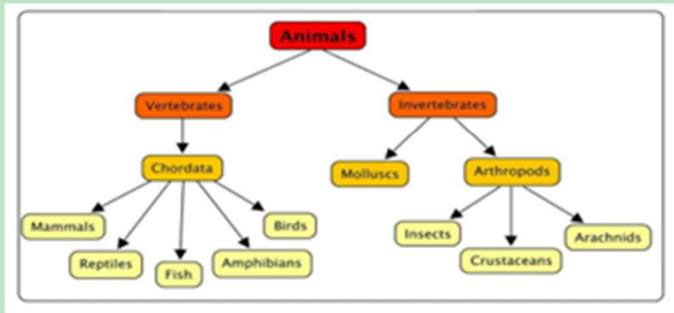 Animals
Vertebrates
Invertebrates
Chordata
Molluscs
Arthropods
Mammals
Reptiles
Fish
Amphibians
Birds
Insects
Crustaceans
Arachnids